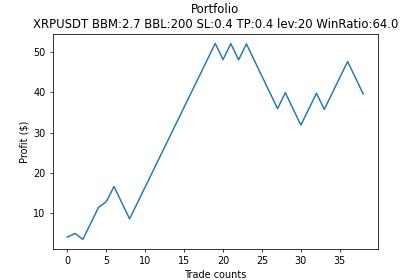 Portfolio
XRPUSDT BBM:2.7 BBL:200 SL:0.4 TP:0.4 lev:20 WinRatio:64.0
50
40
30
20
10
Profit ($)
0 5 10 15 20 25 30 35
Trade counts